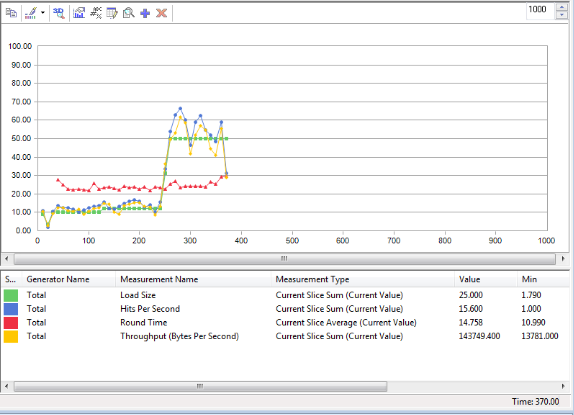 1000
100.00
90.00
80.00
70.00
60.00
50.00
40.00
30.00
20.00
10.00
0.00
0 100 200 300 400 500 600 700 800 900 1000
S... Generator Name Measurement Name Measurement Type Value Min
Total Load Size Current Slice Sum (Current Value) 25.000 1.790
Total Hits Per Second Current Slice Sum (Current Value) 15.600 1.000
Total Round Time Current Slice Average (Current Value) 14.758 10.990
Total Throughput (Bytes Per Second) Current Slice Sum (Current Value) 143749.400 13781.000
Time: 370.00